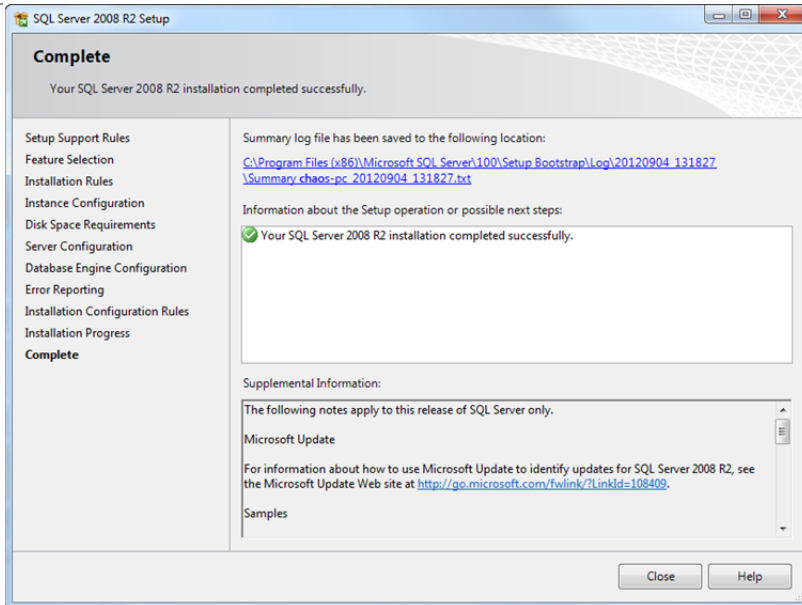 SQL Server 2008 R2 Setup
Complete
Your SQL Server 2008 R2 installation completed successfully.
Setup Support Rules
Feature Selection
Installation Rules
Instance Configuration
Disk Space Requirements
Server Configuration
Database Engine Configuration
Error Reporting
Installation Configuration Rules
Installation Progress
Complete
Summary log file has been saved to the following location:
C:\Program Files (x86)\Microsoft SQL Server\100\Setup Bootstrap\Log\20120904_131827
\Summary chaos-pc_20120904_131827.txt
Information about the Setup operation or possible next steps:
Your SQL Server 2008 R2 installation completed successfully.
Supplemental Information:
The following notes apply to this release of SQL Server only.
Microsoft Update
For information about how to use Microsoft Update to identify updates for SQL Server 2008 R2, see
the Microsoft Update Web site at http://go.microsoft.com/fwlink/?LinkId=108409.
Samples
Close
Help